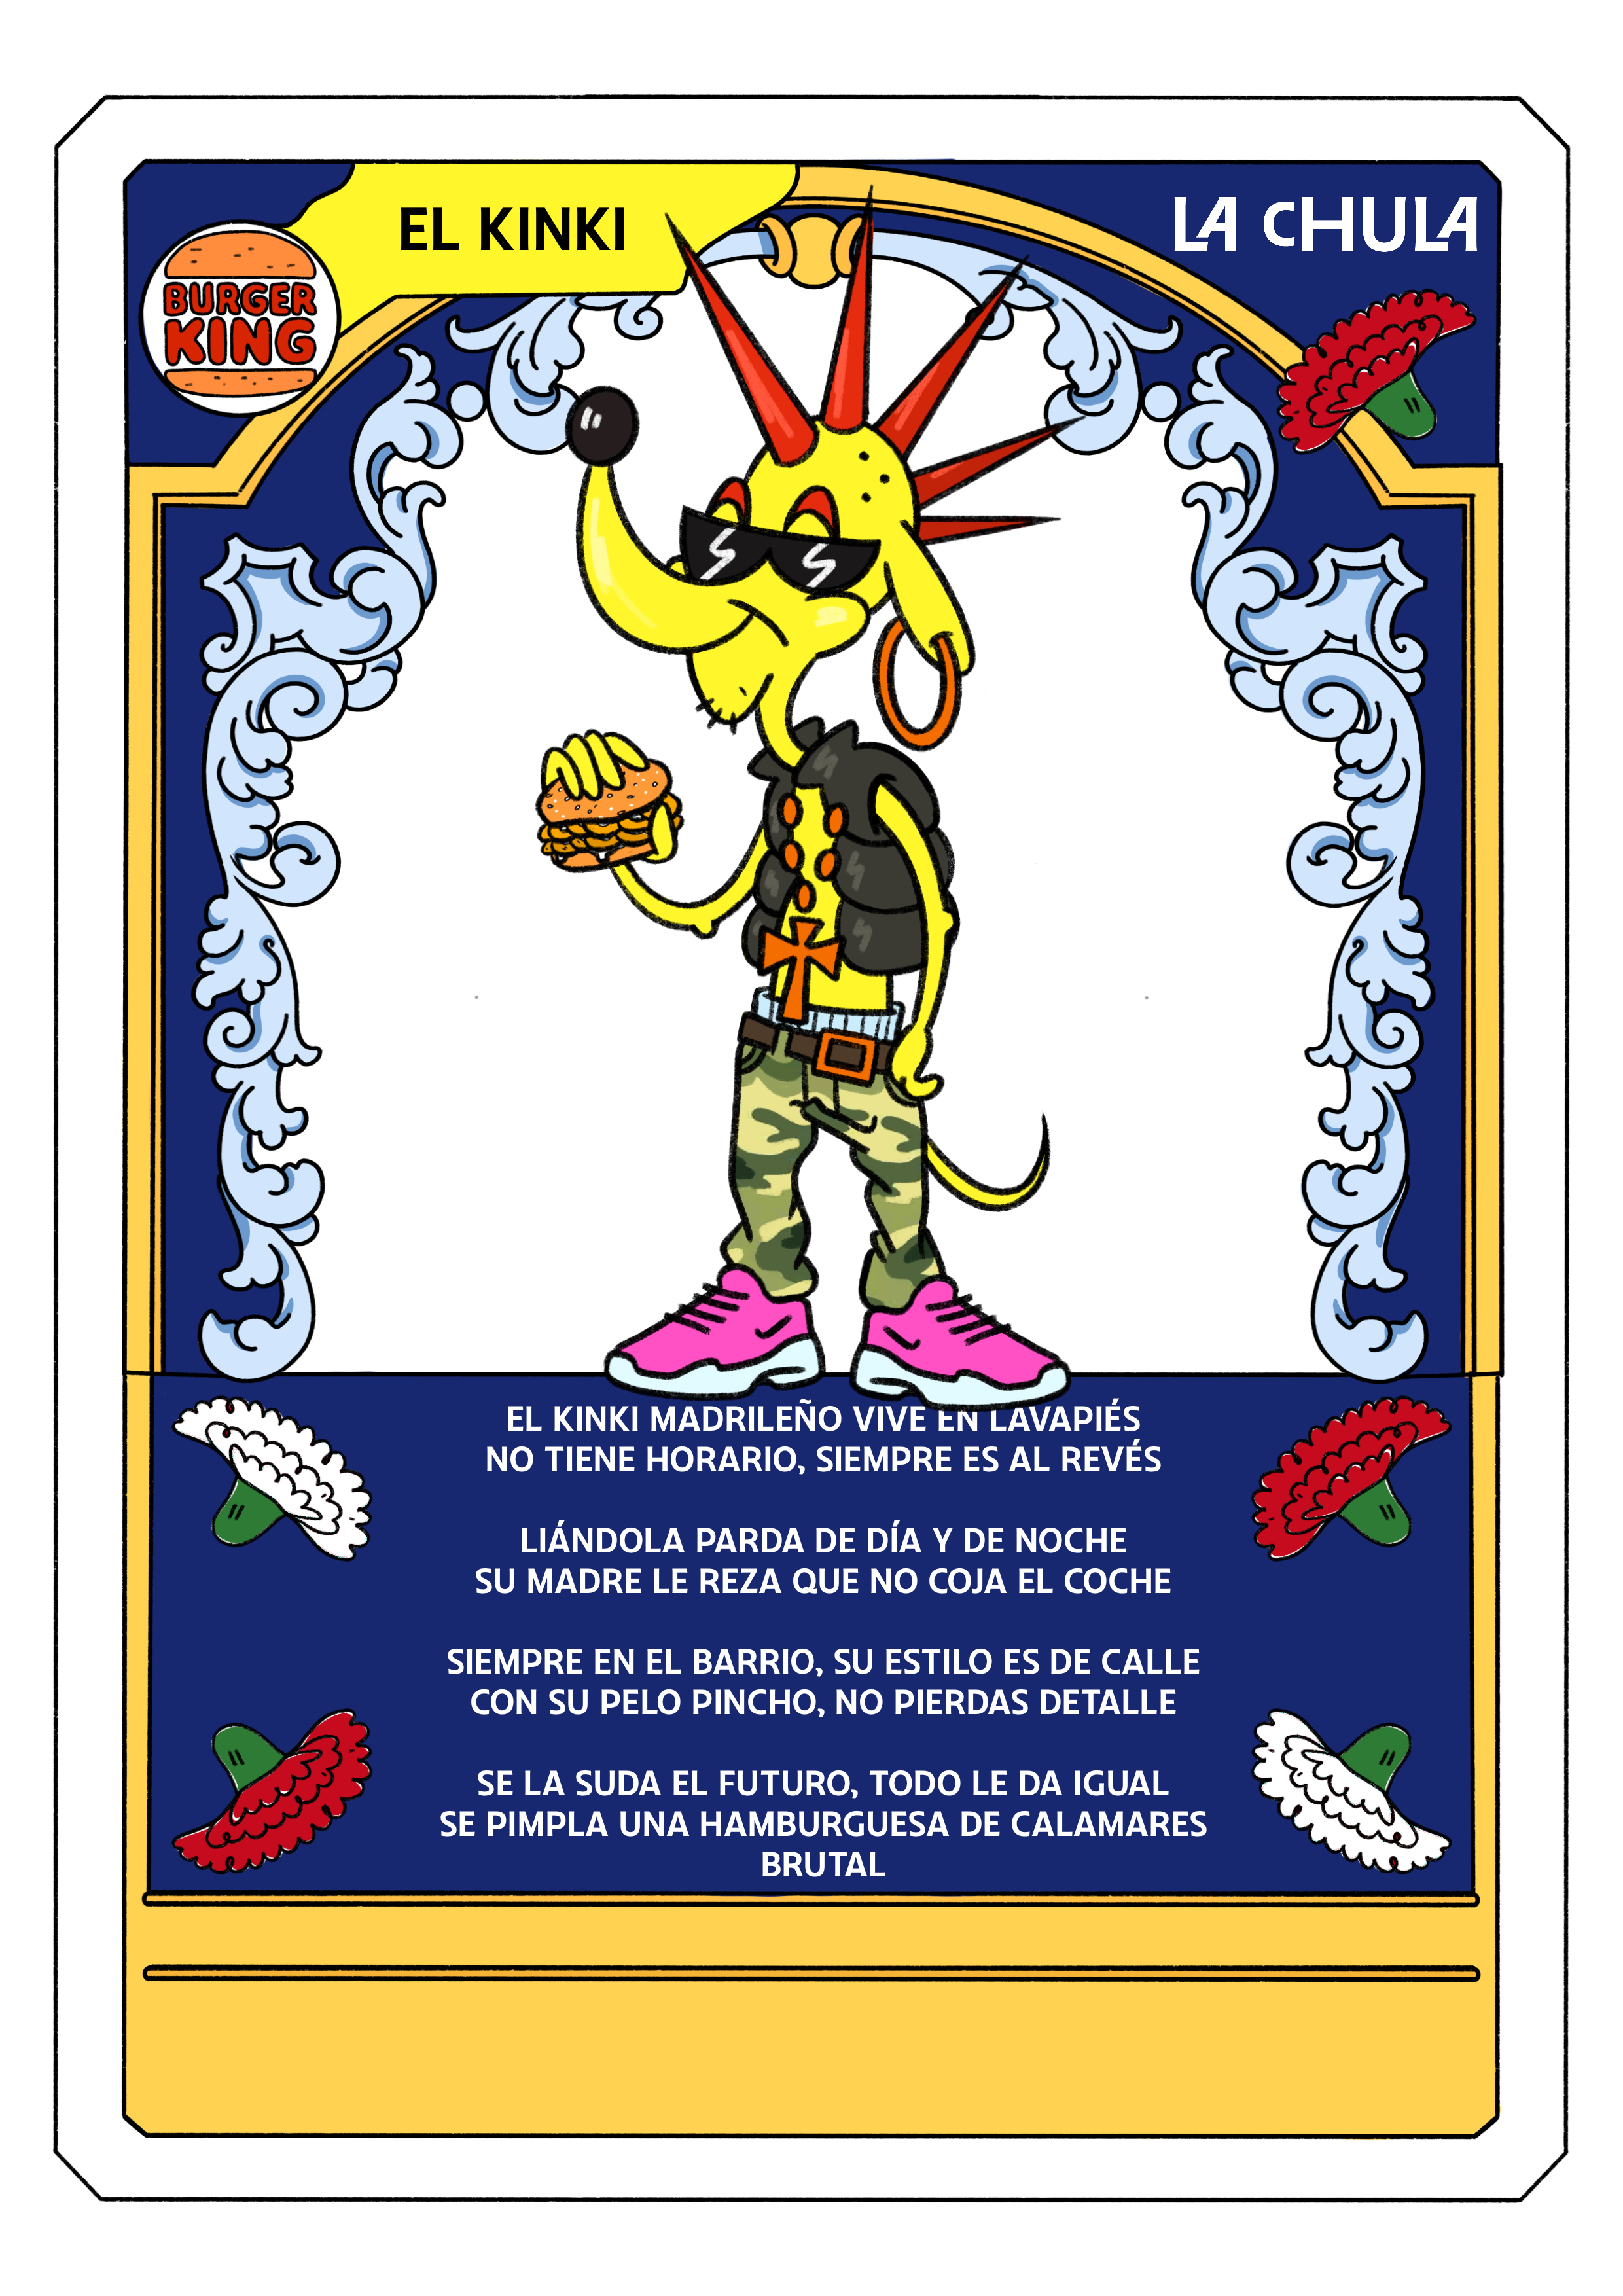 EL KINKI
LA CHULA
BURGER
KING
EL KINKI MADRILEÑO VIVE EN LAVAPIÉS
NO TIENE HORARIO, SIEMPRE ES AL REVÉS
LIÁNDOLA PARDA DE DÍA Y DE NOCHE
SU MADRE LE REZA QUE NO COJA EL COCHE
SIEMPRE EN EL BARRIO, SU ESTILO ES DE CALLE
CON SU PELO PINCHO, NO PIERDAS DETALLE
SE LA SUDA EL FUTURO, TODO LE DA IGUAL
SE PIMPLA UNA HAMBURGUESA DE CALAMARES
BRUTAL